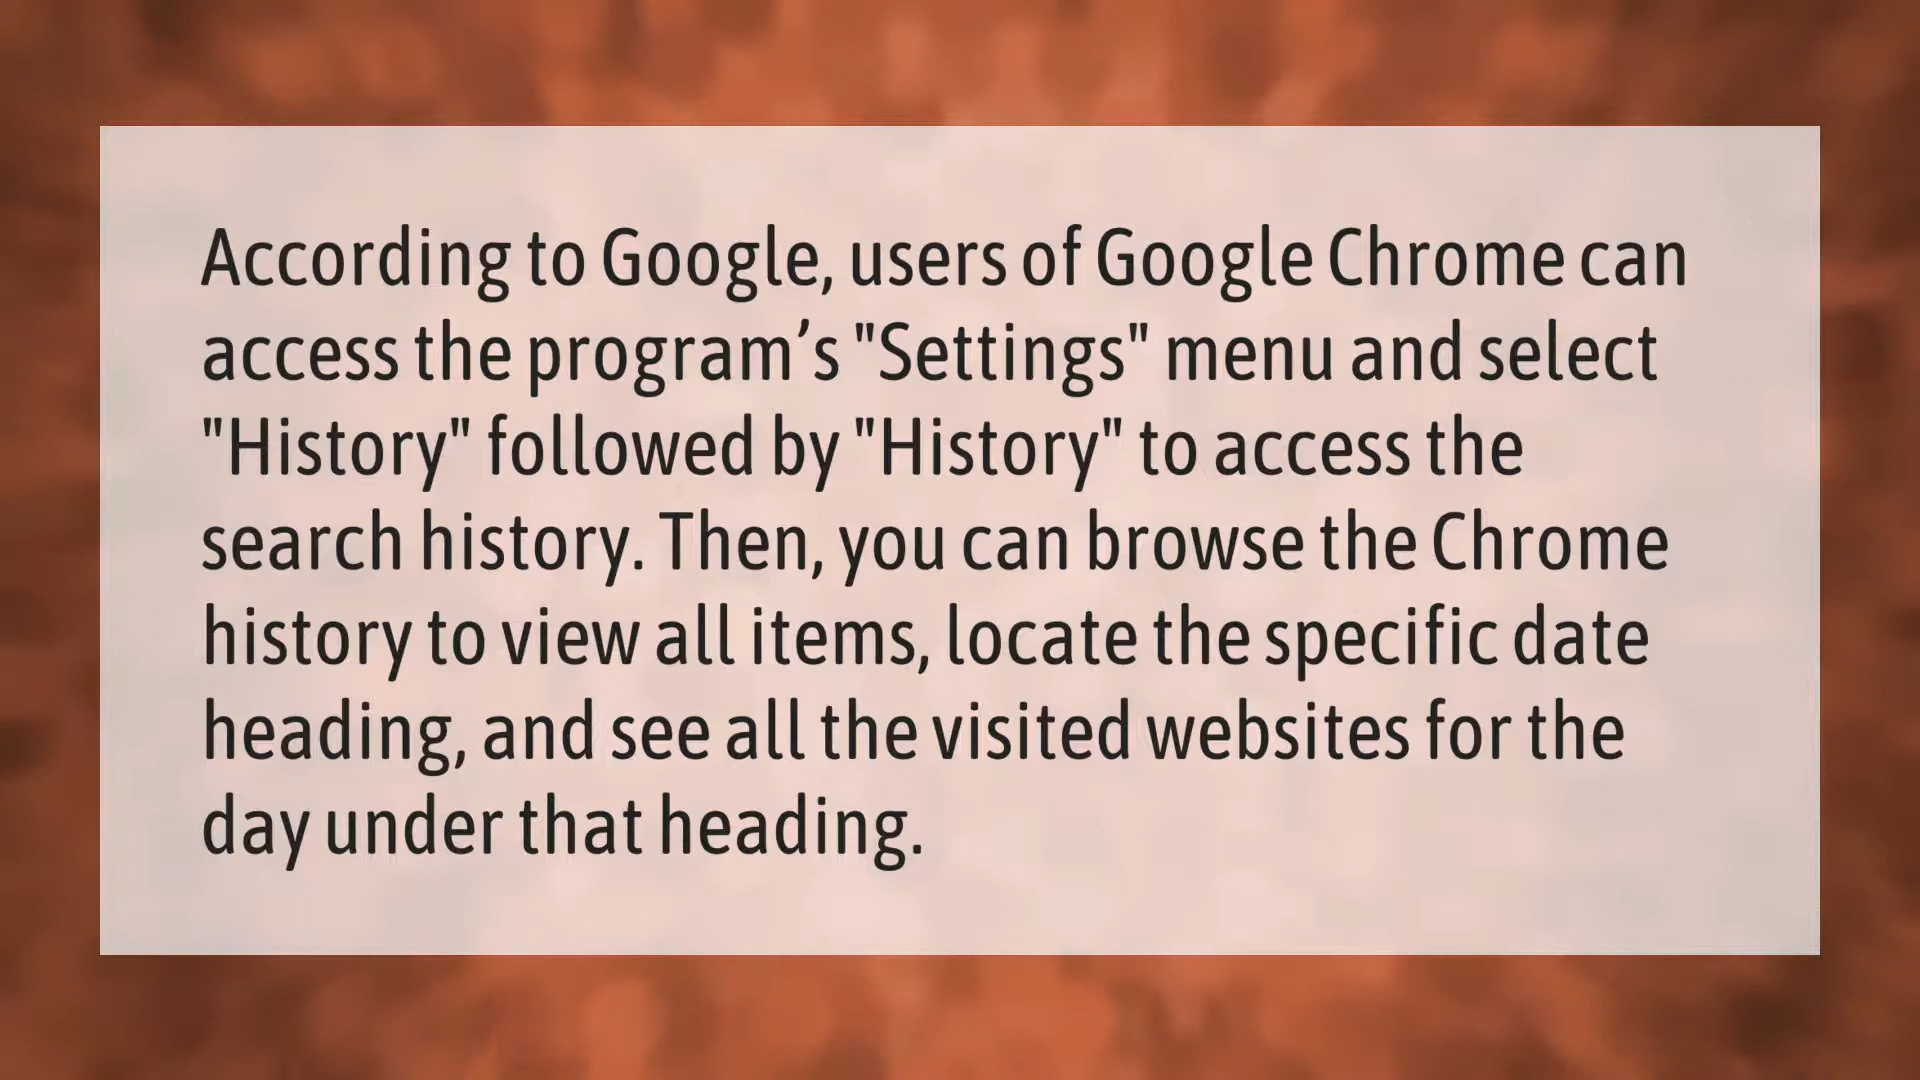 According to Google, users of Google Chrome can
access the program’s "Settings" menu and select
"History" followed by "History" to access the
search history. Then, you can browse the Chrome
history to view all items, locate the specific date
heading, and see all the visited websites for the
day under that heading.